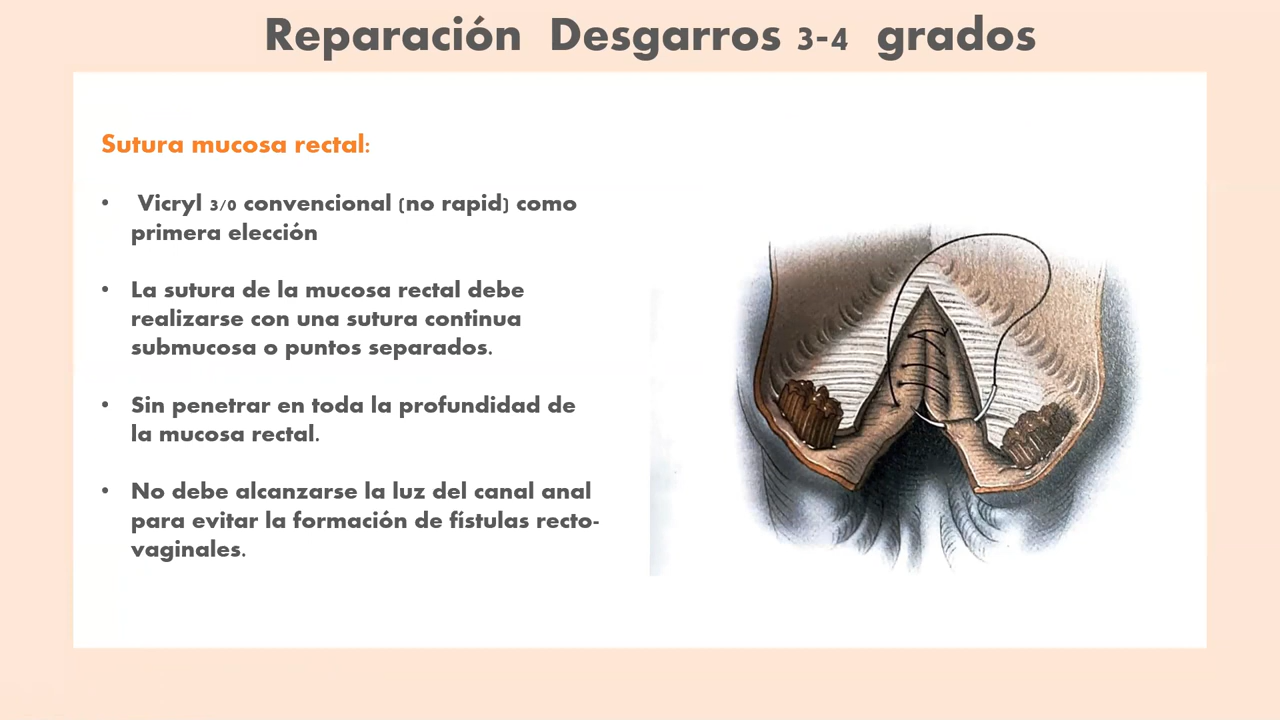 Reparación Desgarros 3-4 grados
Sutura mucosa rectal:
• Vicryl 3/0 convencional (no rapid) como
primera elección
• La sutura de la mucosa rectal debe
realizarse con una sutura continua
submucosa o puntos separados.
• Sin penetrar en toda la profundidad de
la mucosa rectal.
• No debe alcanzarse la luz del canal anal
para evitar la formación de fístulas recto-
vaginales.